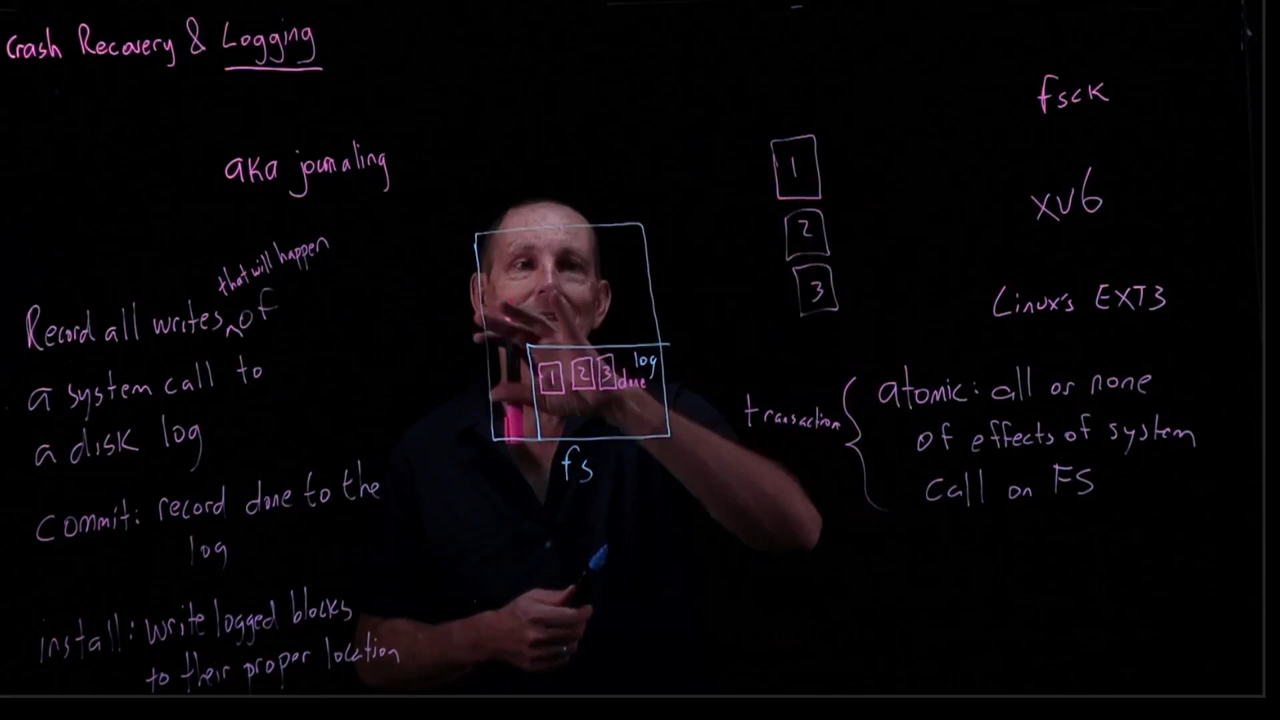 Crash Recovery & Logging
aka journaling
that will happen
Record all writes ^ of
a system call to
a disk log
Commit: record done to the
log
install: Write logged blocks
to their proper location
1 2 3 done
log
fs
1
2
3
fsck
xv6
Linux's EXT3
transaction
atomic: all or none
of effects of system
call on FS